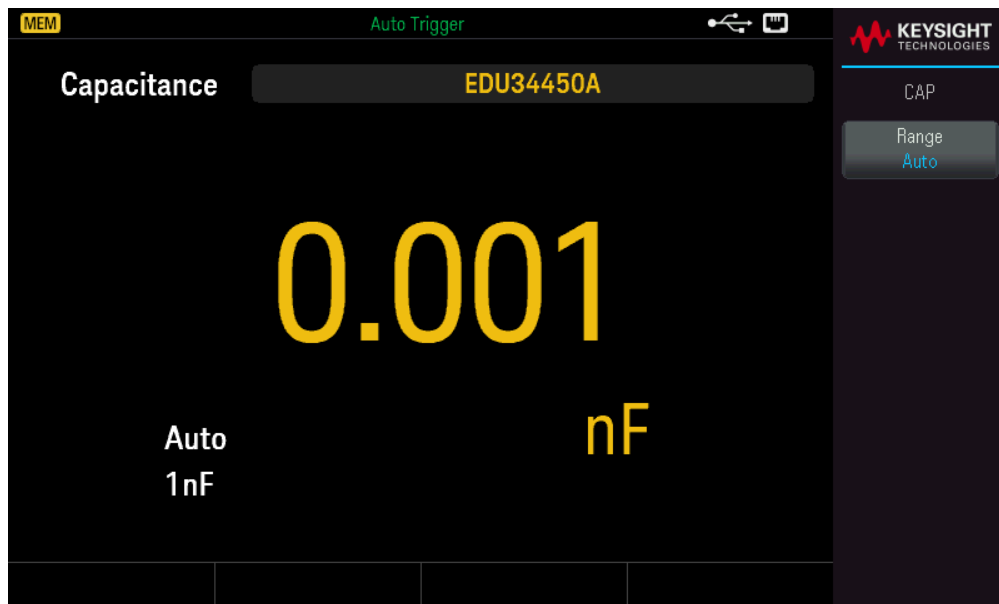 MEM
Auto Trigger
KEYSIGHT
TECHNOLOGIES
Capacitance
EDU34450A
CAP
Range
Auto
0.001
nF
Auto
1nF